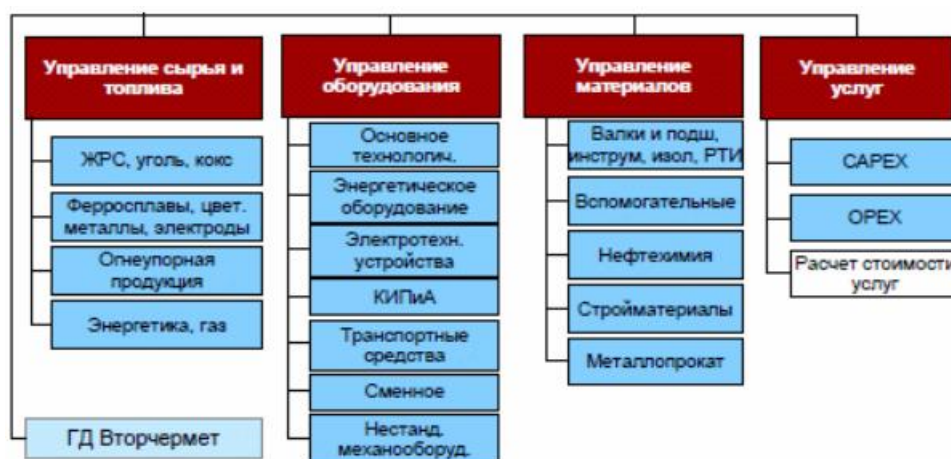 Управление сырья и
топлива
ЖРС, уголь, кокс
Ферросплавы, цвет.
металлы, электроды
Огнеупорная
продукция
Энергетика, газ
ГД Вторчермет
Управление
оборудования
Основное
технологич.
Энергетическое
оборудование
Электротехн.
устройства
КИПиА
Транспортные
средства
Сменное
Нестанд.
механооборуд.
Управление
материалов
Валки и подш,
инструм, изол, РТИ
Вспомогательные
Нефтехимия
Стройматериалы
Металлопрокат
Управление
услуг
CAPEX
OPEX
Расчет стоимости
услуг